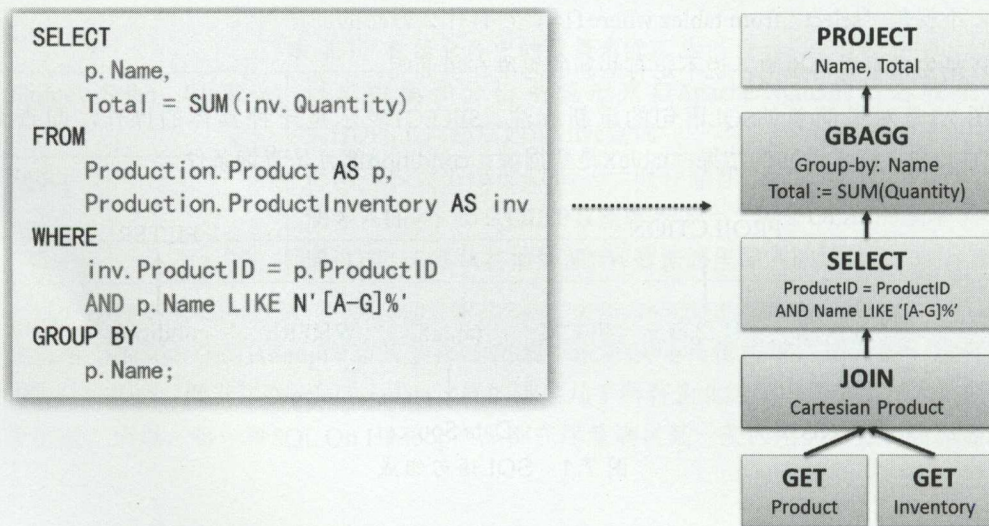 SELECT
p. Name,
Total = SUM(inv. Quantity)
FROM
Production. Product AS p,
Production. ProductInventory AS inv
WHERE
inv. ProductID = p. ProductID
AND p. Name LIKE N'[A-G]%'
GROUP BY
p. Name;
PROJECT
Name, Total
GBAGG
Group-by: Name
Total := SUM(Quantity)
SELECT
ProductID = ProductID
AND Name LIKE ‘[A-G]%’
JOIN
Cartesian Product
GET
Product
GET
Inventory